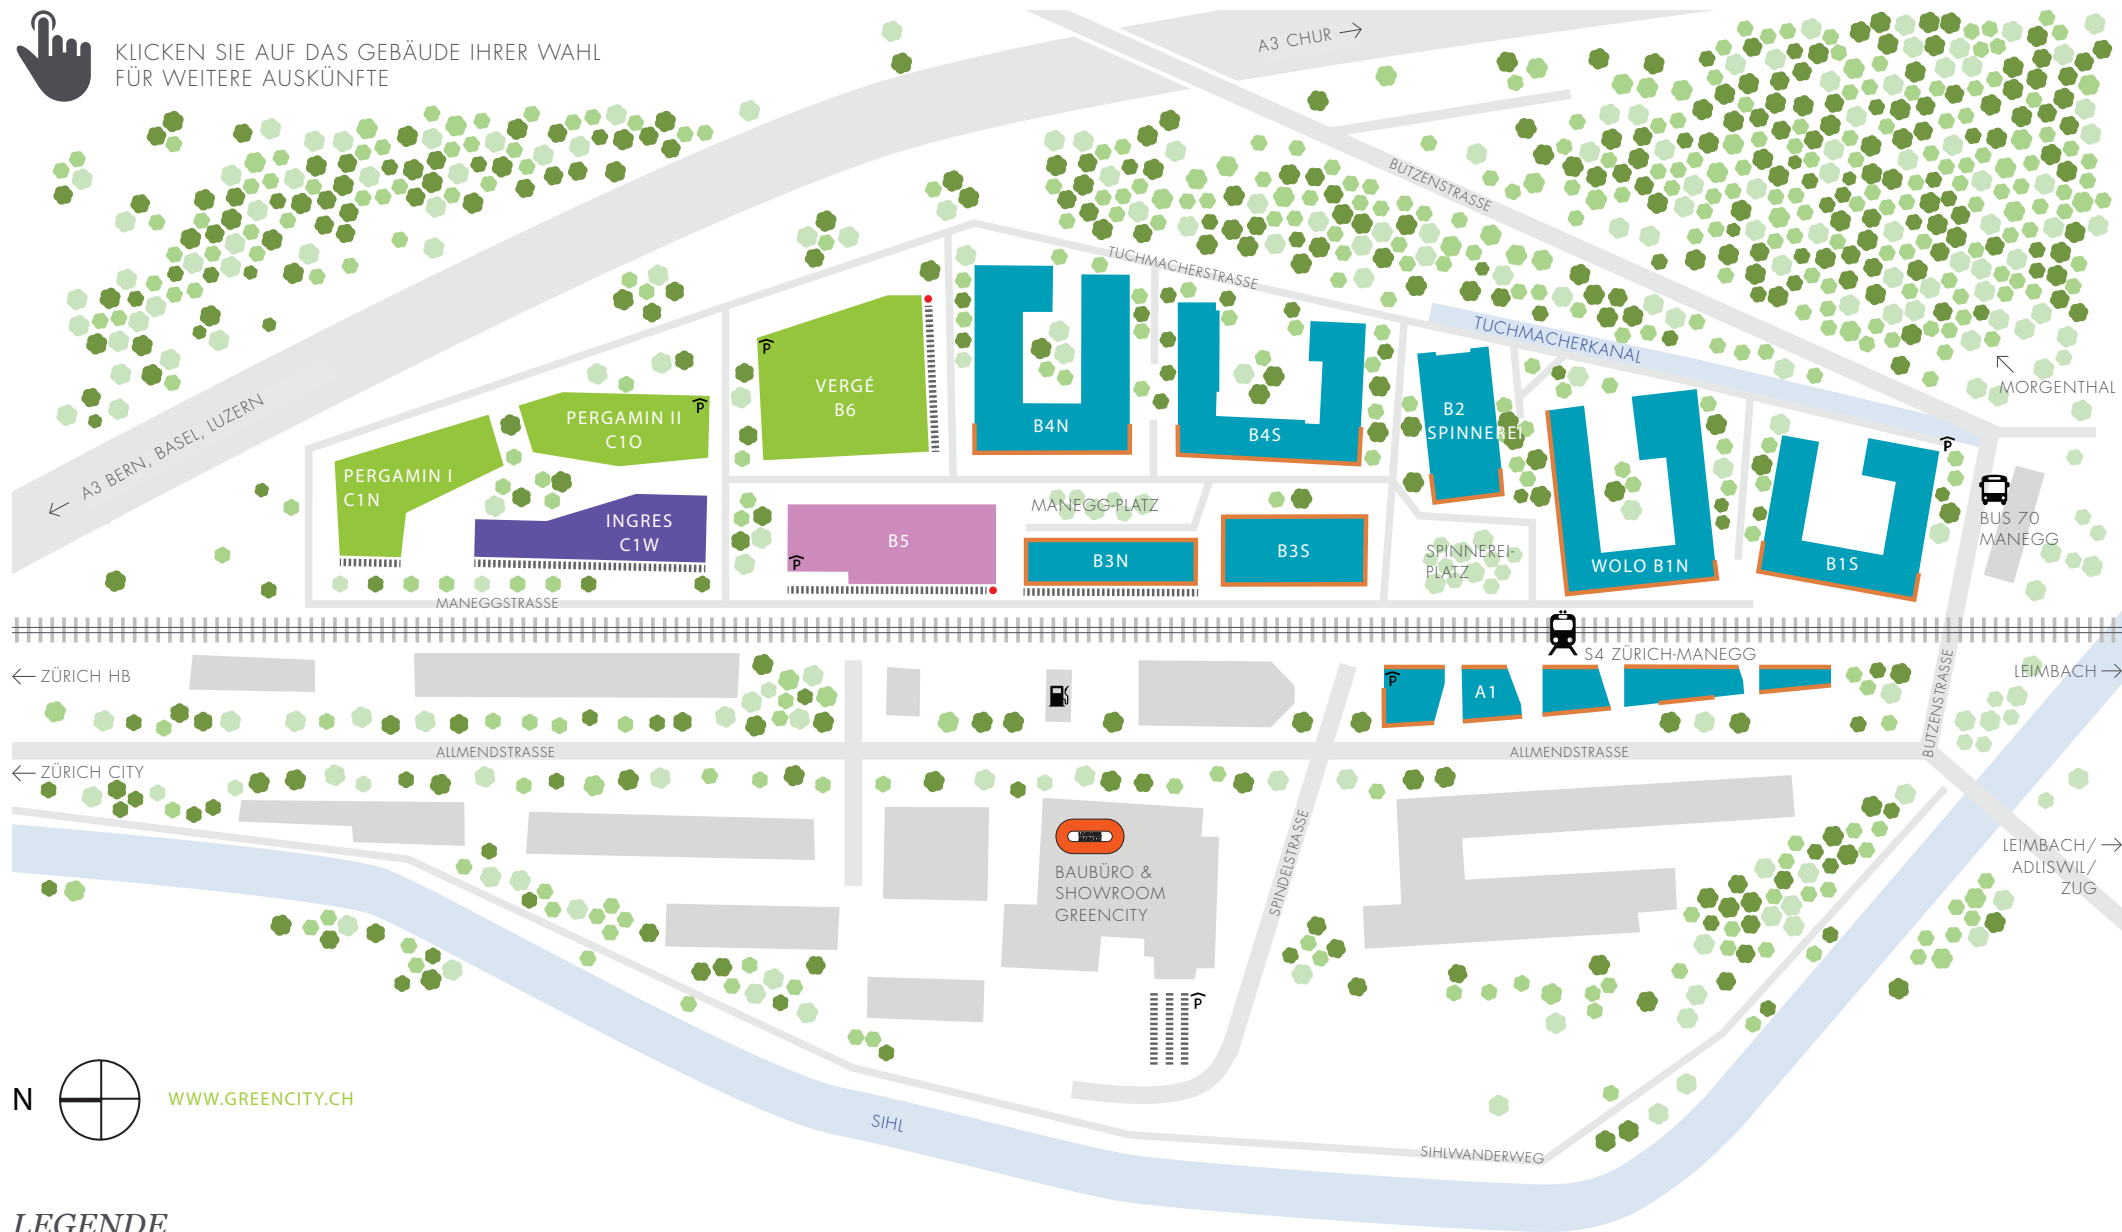 KLICKEN SIE AUF DAS GEBÄUDE IHRER WAHL
FÜR WEITERE AUSKÜNFTE
A3 CHUR
BUTZENSTRASSE
TUCHMACHERSTRASSE
TUCHMACHERKANAL
MORGENTHAL
A3 BERN, BASEL, LUZERN
P
VERGÉ
B6
P
PERGAMIN II
C1O
PERGAMIN I
C1N
INGRES
C1W
B4N
B4S
B2
SPINNEREI
P
BUS 70
MANEGG
MANEGG-PLATZ
B5
P
B3N
B3S
SPINNEREI-
PLATZ
WOLO B1N
B1S
MANEGGSTRASSE
S4 ZÜRICH-MANEGG
ZÜRICH HB
LEIMBACH
P
A1
BUTZENSTRASSE
ALLMENDSTRASSE
ALLMENDSTRASSE
ZÜRICH CITY
LEIMBACH/
ADLISWIL/
ZUG
BAUBÜRO &
SHOWROOM
GREENCITY
SPINDELSTRASSE
P
N
WWW.GREENCITY.CH
SIHL
SIHLWANDERWEG
LEGENDE